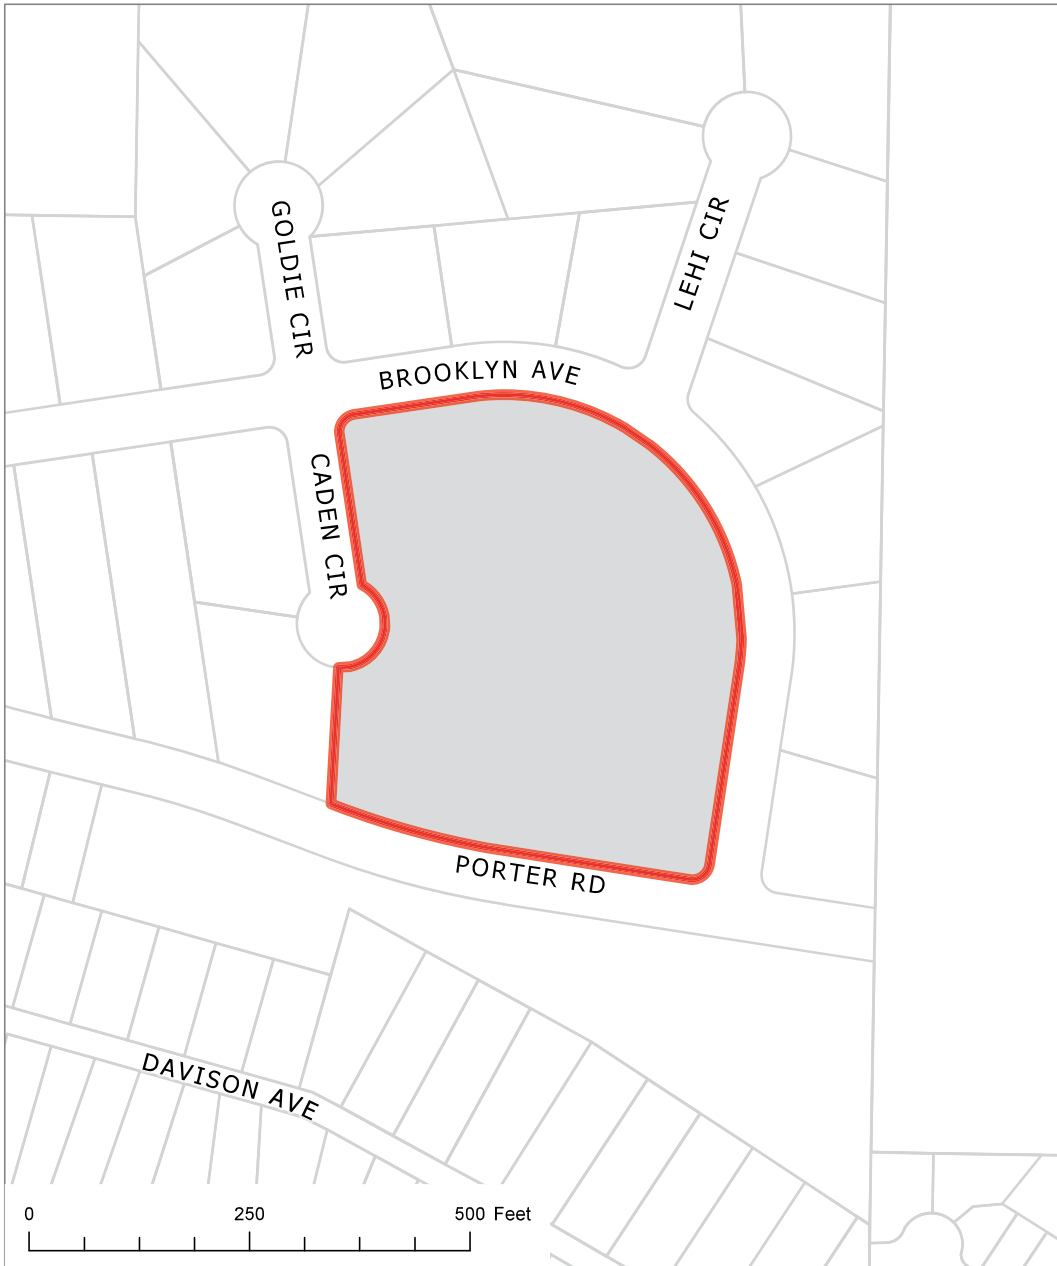 GOLDIE CIR
LEHI CIR
BROOKLYN AVE
CADEN CIR
PORTER RD
DAVISON AVE
0 250 500 Feet